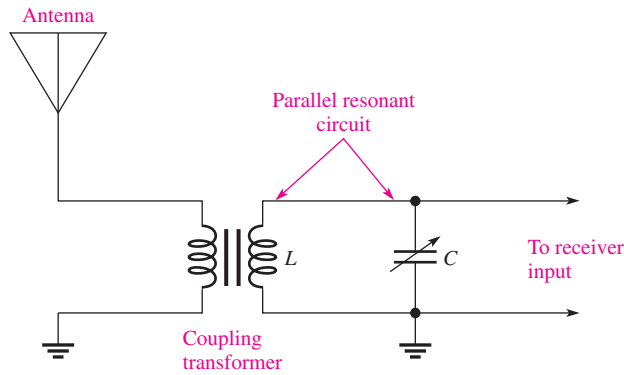 Antenna
Parallel resonant
circuit
L
C
To receiver
input
Coupling
transformer